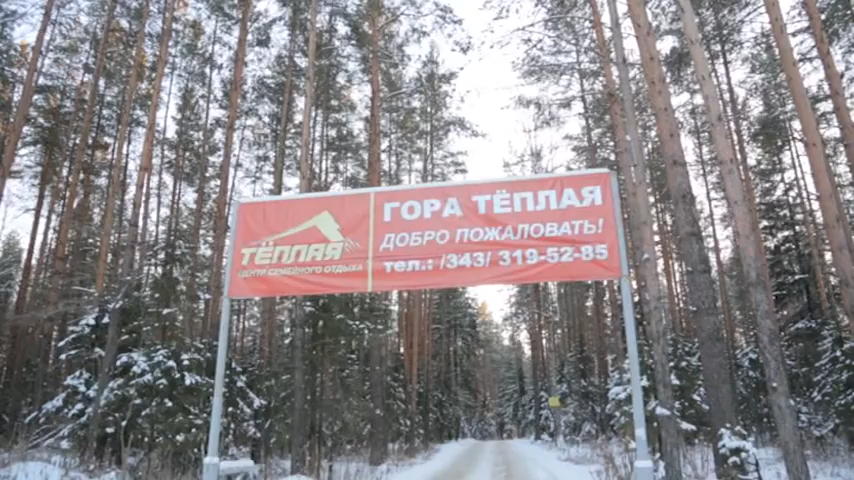 ТЁПЛАЯ
ЦЕНТР СЕМЕЙНОГО ОТДЫХА
ГОРА ТЁПЛАЯ
ДОБРО ПОЖАЛОВАТЬ!
тел.: /343/ 319-52-85